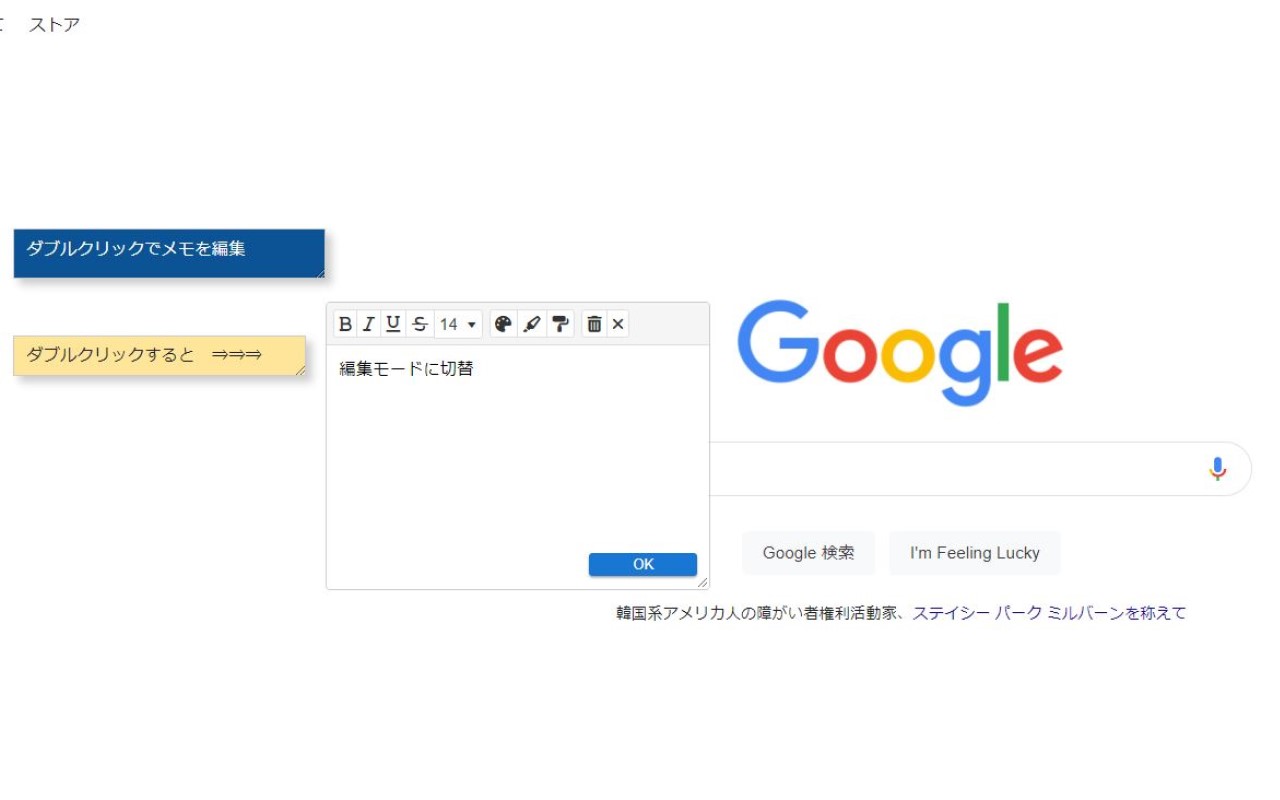 ストア
ダブルクリックでメモを編集
ダブルクリックすると　⇒⇒⇒
B I U S 14
編集モードに切替
OK
Google
Google 検索
I'm Feeling Lucky
韓国系アメリカ人の障がい者権利活動家、ステイシー パーク ミルバーンを称えて